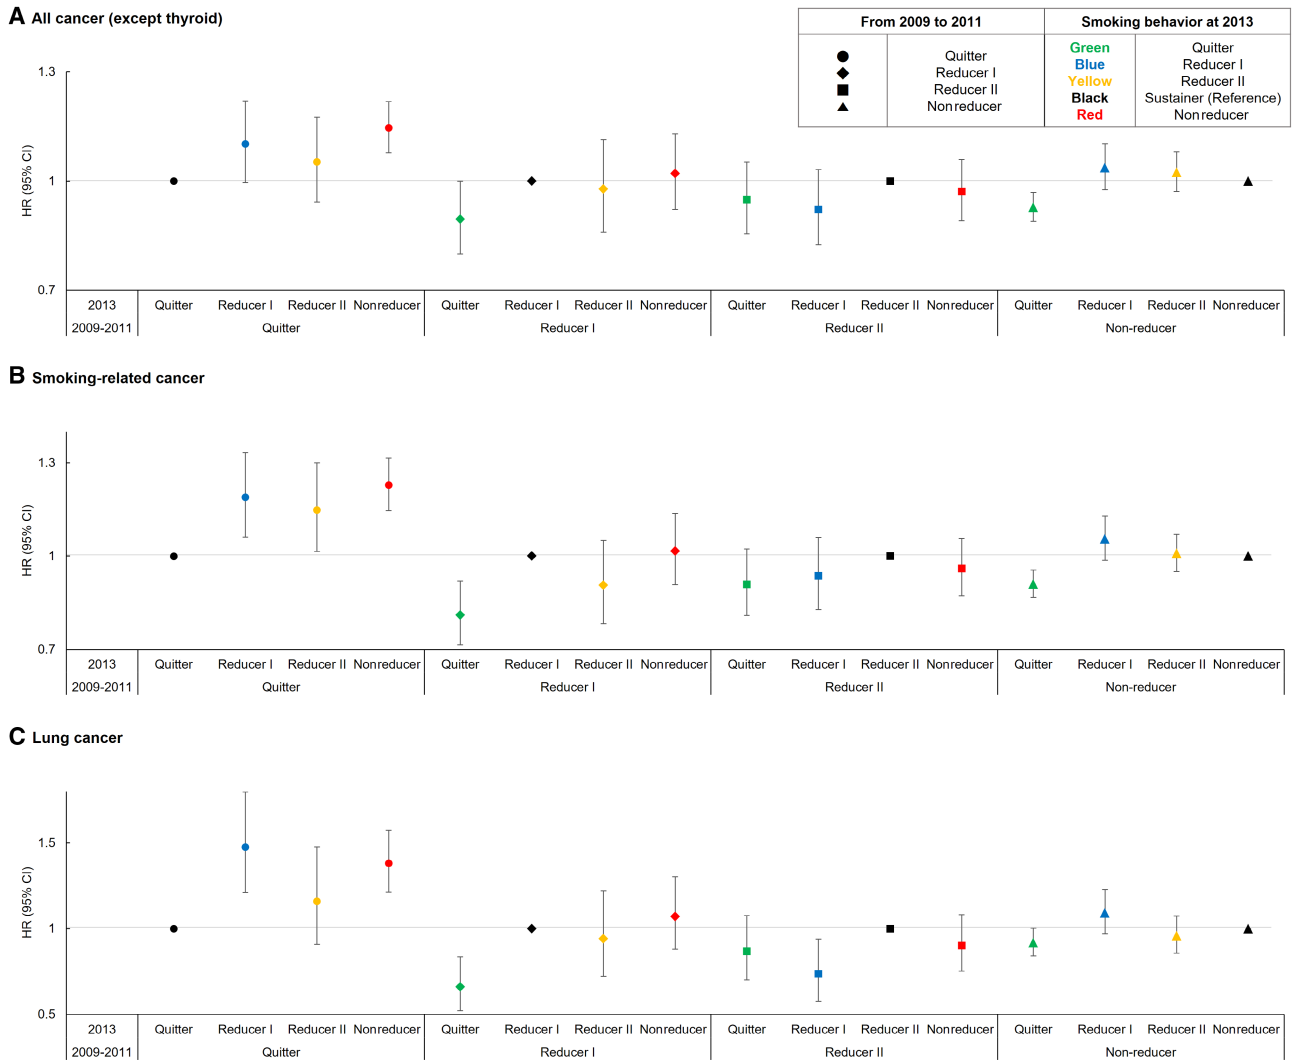 A All cancer (except thyroid)
From 2009 to 2011 Smoking behavior at 2013
Quitter Green Quitter
Reducer I Blue Reducer I
Reducer II Yellow Reducer II
Nonreducer Black Sustainer (Reference)
Red Nonreducer
1.3
HR (95% CI)
1
0.7
2013 Quitter Reducer I Reducer II Nonreducer Quitter Reducer I Reducer II Nonreducer Quitter Reducer I Reducer II Nonreducer Quitter Reducer I Reducer II Nonreducer
2009-2011 Quitter Reducer I Reducer II Non-reducer
B Smoking-related cancer
1.3
HR (95% CI)
1
0.7
2013 Quitter Reducer I Reducer II Nonreducer Quitter Reducer I Reducer II Nonreducer Quitter Reducer I Reducer II Nonreducer Quitter Reducer I Reducer II Nonreducer
2009-2011 Quitter Reducer I Reducer II Non-reducer
C Lung cancer
1.5
HR (95% CI)
1
0.5
2013 Quitter Reducer I Reducer II Nonreducer Quitter Reducer I Reducer II Nonreducer Quitter Reducer I Reducer II Nonreducer Quitter Reducer I Reducer II Nonreducer
2009-2011 Quitter Reducer I Reducer II Non-reducer